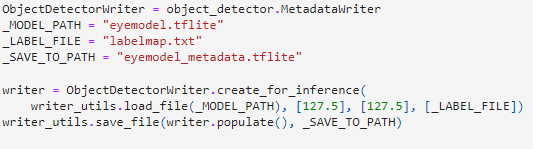 ObjectDetectorWriter = object_detector.MetadataWriter
_MODEL_PATH = "eyemodel.tflite"
_LABEL_FILE = "labelmap.txt"
_SAVE_TO_PATH = "eyemodel_metadata.tflite"

writer = ObjectDetectorWriter.create_for_inference(
    writer_utils.load_file(_MODEL_PATH), [127.5], [127.5], [_LABEL_FILE])
writer_utils.save_file(writer.populate(), _SAVE_TO_PATH)